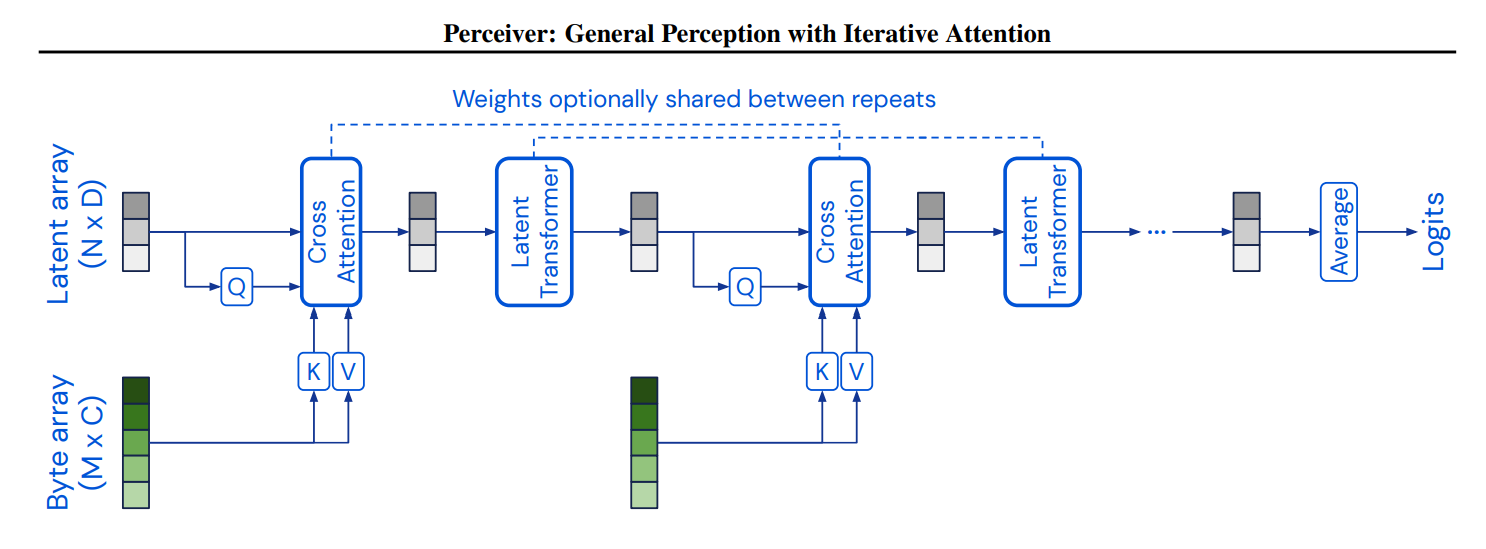 Perceiver: General Perception with Iterative Attention
Weights optionally shared between repeats
Latent array
(N x D)
Q
Cross
Attention
Latent
Transformer
Q
Cross
Attention
Latent
Transformer
...
Average
Logits
K
V
K
V
Byte array
(M x C)